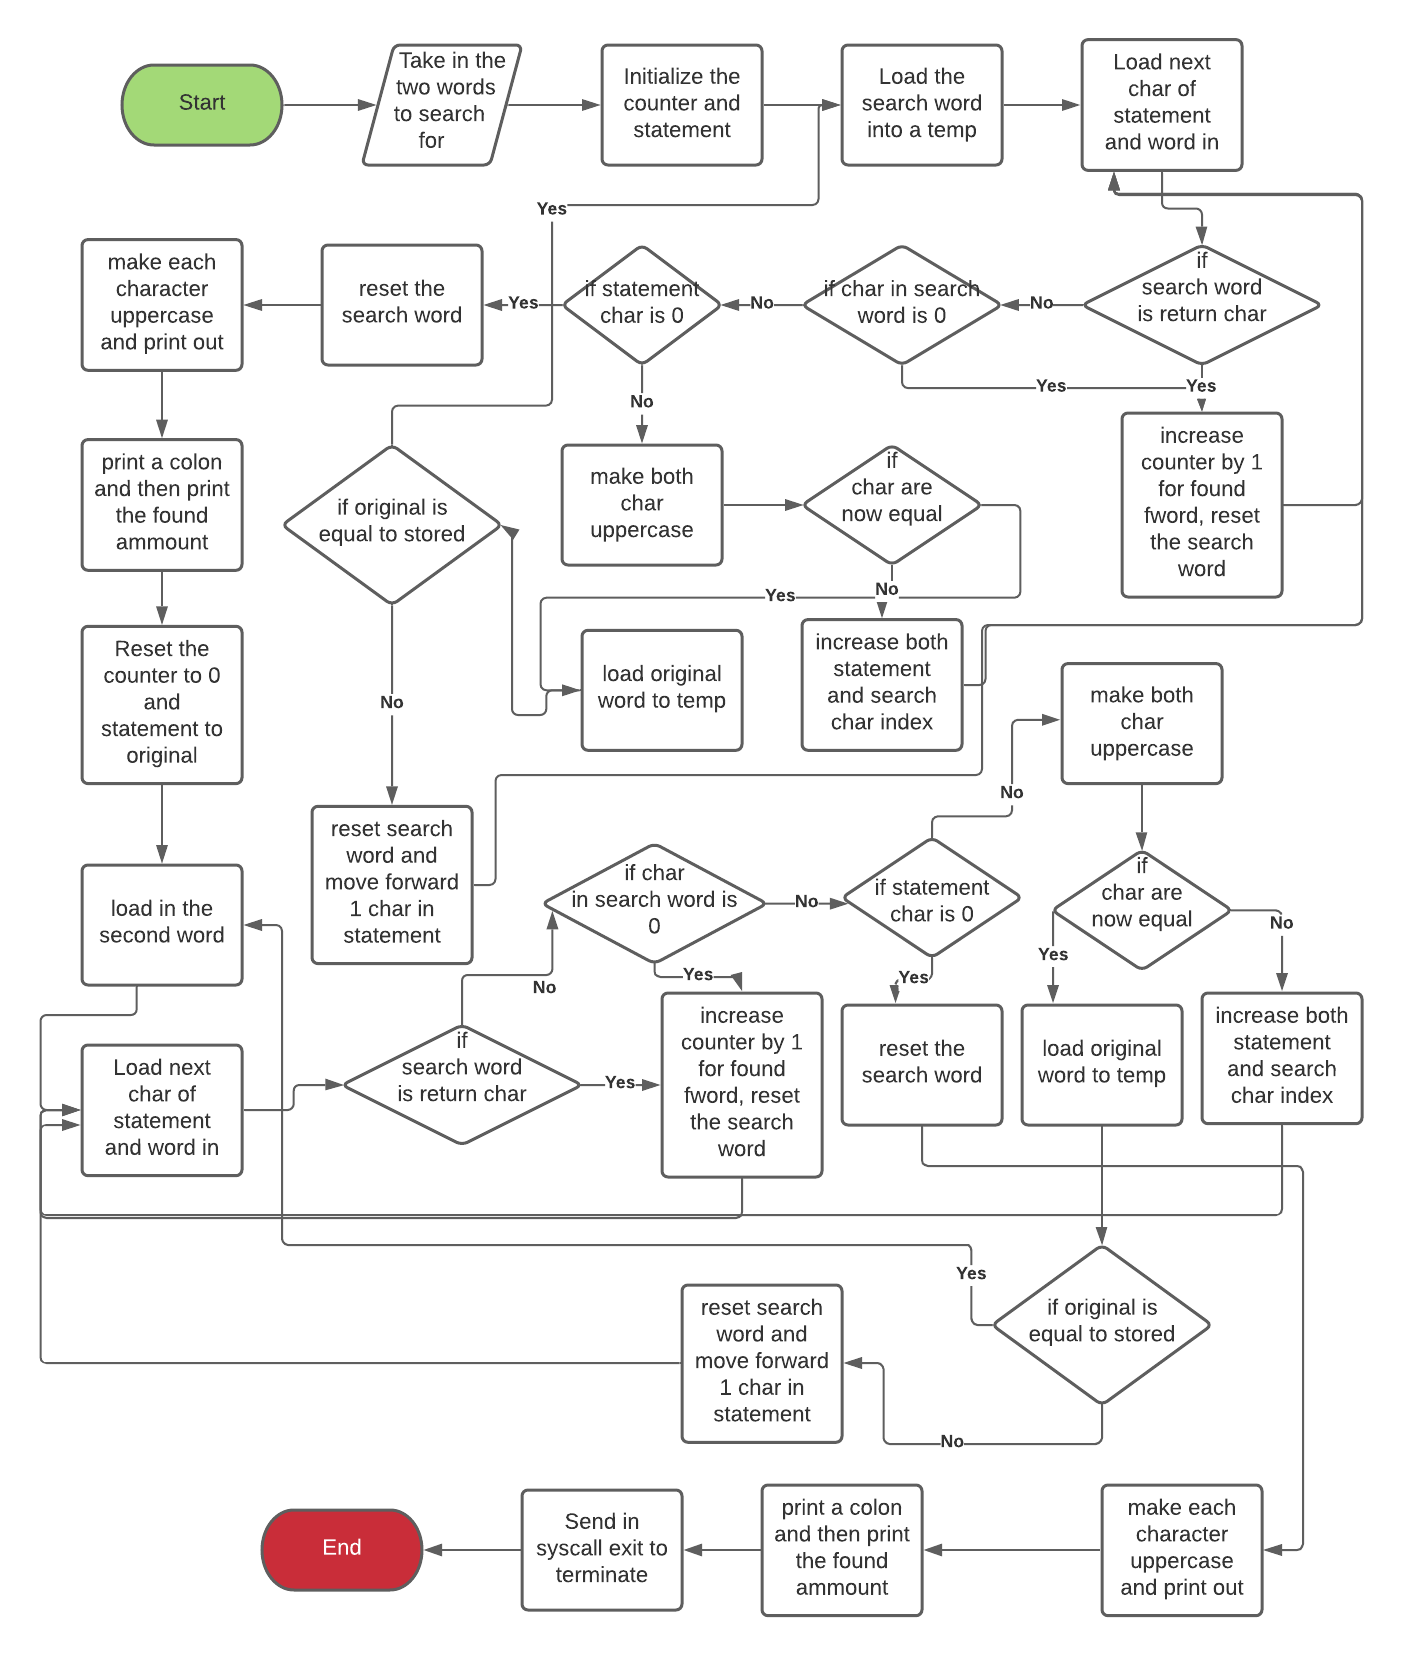 Start
Take in the
two words
to search
for
Initialize the
counter and
statement
Load the
search word
into a temp
Load next
char of
statement
and word in
Yes
make each
character
uppercase
and print out
reset the
search word
Yes
if statement
char is 0
No
if char in search
word is 0
No
if
search word
is return char
No
Yes
Yes
print a colon
and then print
the found
ammount
if original is
equal to stored
make both
char
uppercase
if
char are
now equal
increase
counter by 1
for found
fword, reset
the search
word
Yes
No
Reset the
counter to 0
and
statement to
original
No
load original
word to temp
increase both
statement
and search
char index
make both
char
uppercase
No
reset search
word and
move forward
1 char in
statement
if char
in search word is
0
No
if statement
char is 0
if
char are
now equal
No
Yes
load in the
second word
No
Yes
Yes
Load next
char of
statement
and word in
if
search word
is return char
Yes
increase
counter by 1
for found
fword, reset
the search
word
reset the
search word
load original
word to temp
increase both
statement
and search
char index
Yes
if original is
equal to stored
reset search
word and
move forward
1 char in
statement
No
End
Send in
syscall exit to
terminate
print a colon
and then print
the found
ammount
make each
character
uppercase
and print out